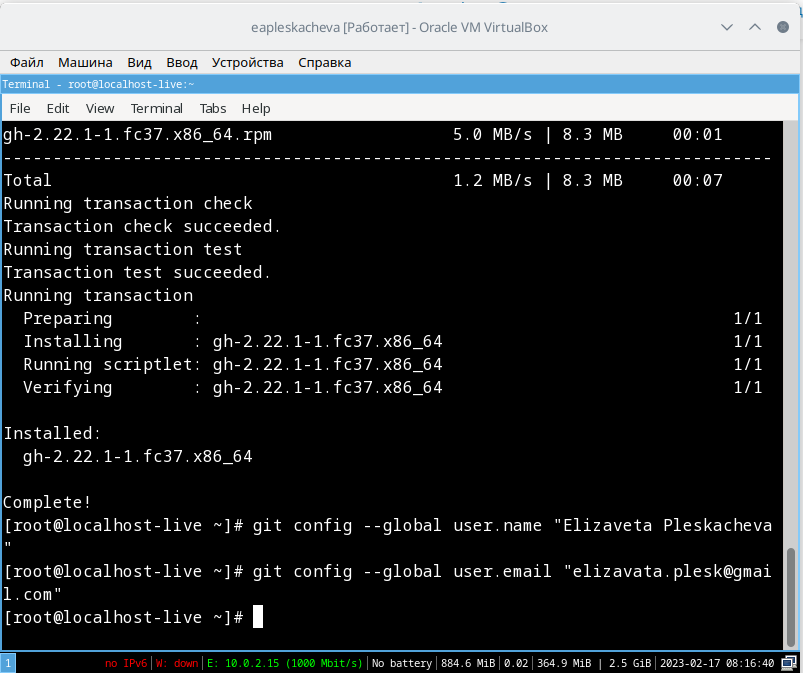 eapleskacheva [Работает] - Oracle VM VirtualBox
Файл Машина Вид Ввод Устройства Справка
Terminal - root@localhost-live:~
File Edit View Terminal Tabs Help
gh-2.22.1-1.fc37.x86_64.rpm 5.0 MB/s | 8.3 MB 00:01
-----------------------------------------------------------------------------
Total 1.2 MB/s | 8.3 MB 00:07
Running transaction check
Transaction check succeeded.
Running transaction test
Transaction test succeeded.
Running transaction
Preparing : 1/1
Installing : gh-2.22.1-1.fc37.x86_64 1/1
Running scriptlet: gh-2.22.1-1.fc37.x86_64 1/1
Verifying : gh-2.22.1-1.fc37.x86_64 1/1
Installed:
gh-2.22.1-1.fc37.x86_64
Complete!
[root@localhost-live ~]# git config --global user.name "Elizaveta Pleskacheva
"
[root@localhost-live ~]# git config --global user.email "elizavata.plesk@gmai
l.com"
[root@localhost-live ~]#
1 no IPv6 | W: down | E: 10.0.2.15 (1000 Mbit/s) | No battery | 884.6 MiB | 0.02 | 364.9 MiB | 2.5 GiB | 2023-02-17 08:16:40